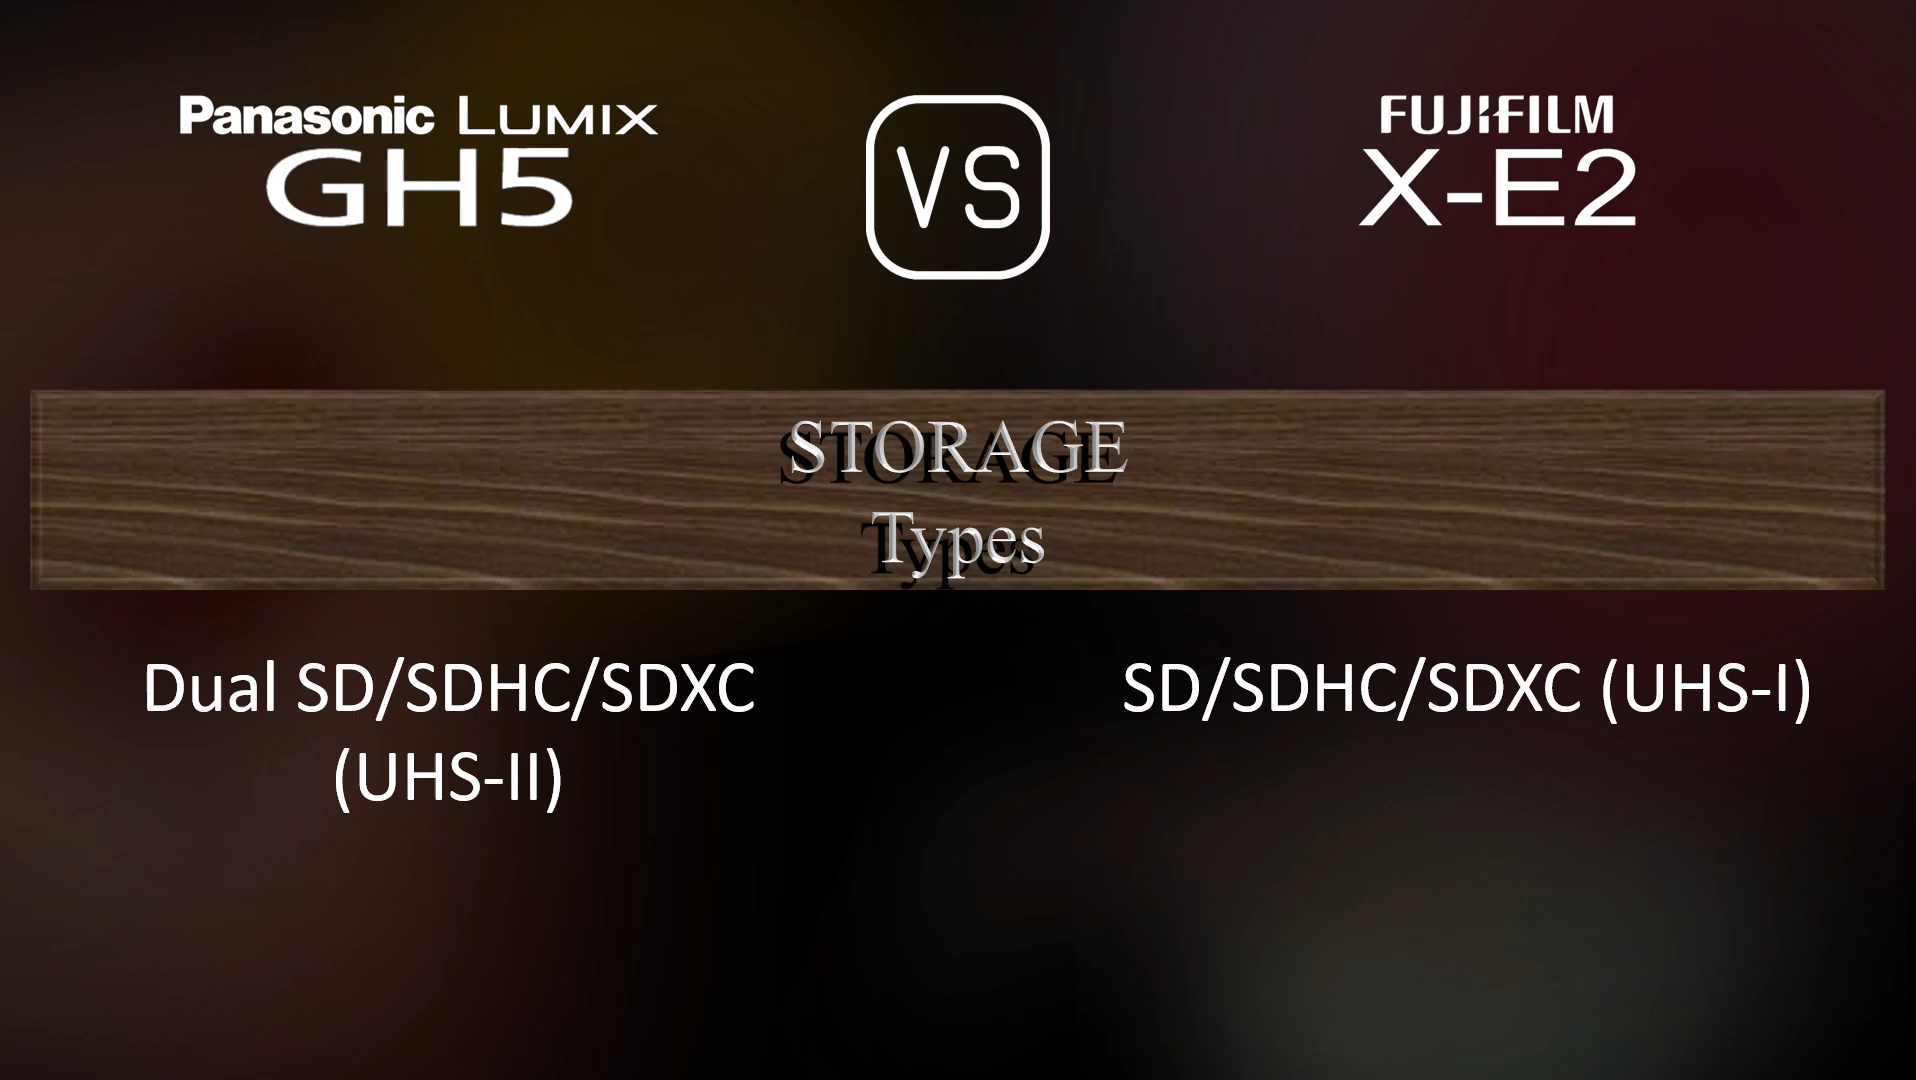 Panasonic LUMIX
GH5
VS
FUJIFILM
X-E2
STORAGE
Types
Dual SD/SDHC/SDXC
(UHS-II)
SD/SDHC/SDXC (UHS-I)